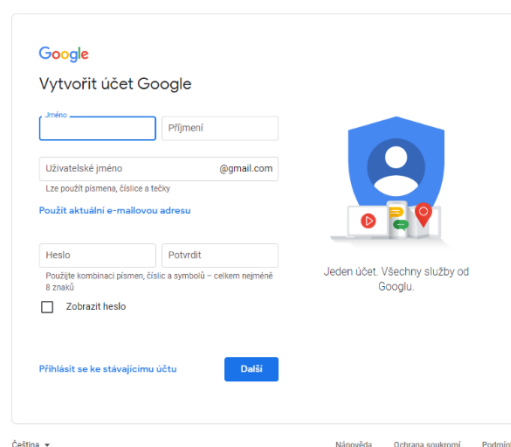 Google
Vytvořit účet Google
Jméno
Příjmení
Uživatelské jméno @gmail.com
Lze použít písmena, číslice a tečky
Použít aktuální e-mailovou adresu
Heslo
Potvrdit
Použijte kombinaci písmen, číslic a symbolů – celkem nejméně
8 znaků
Zobrazit heslo
Jeden účet. Všechny služby od
Googlu.
Přihlásit se ke stávajícímu účtu
Další
Čeština
Nápověda Ochrana soukromí